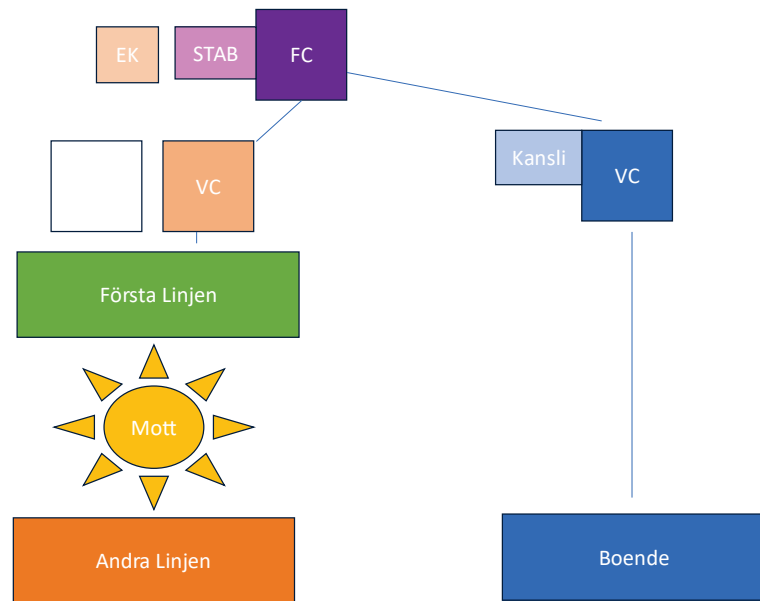 EK
STAB
FC
VC
Kansli
VC
Första Linjen
Mott
Andra Linjen
Boende